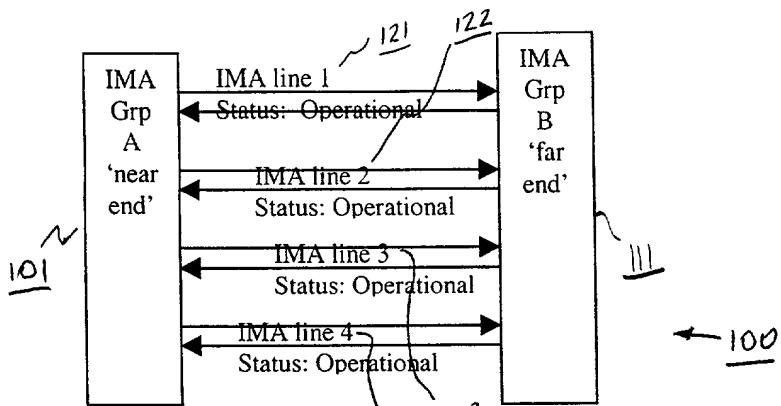 121
122
IMA
Grp
A
‘near
end’
IMA line 1
Status: Operational
IMA line 2
Status: Operational
IMA line 3
Status: Operational
IMA line 4
Status: Operational
IMA
Grp
B
‘far
end’
101
111
100